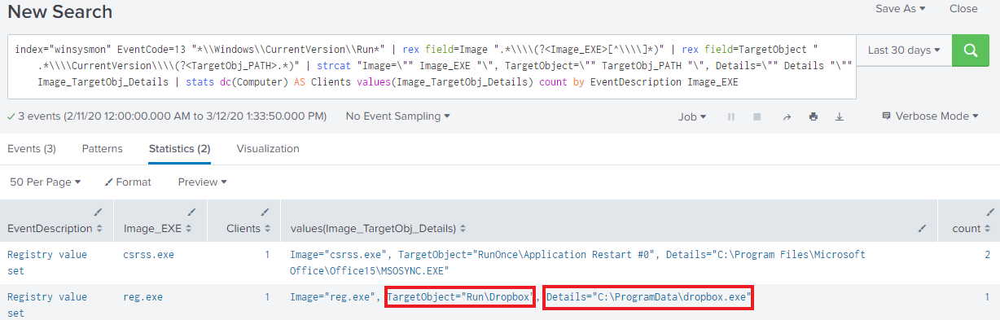 New Search
Save As
Close
index="winsysmon" EventCode=13 "*\\Windows\\CurrentVersion\\Run*" | rex field=Image ".*\\\\(?<Image_EXE>[^\\\\]*)" | rex field=TargetObject "
.*\\\\CurrentVersion\\\\(?<TargetObj_PATH>.*)" | strcat "Image=\"" Image_EXE "\", TargetObject=\"" TargetObj_PATH "\", Details=\"" Details "\""
Image_TargetObj_Details | stats dc(Computer) AS Clients values(Image_TargetObj_Details) count by EventDescription Image_EXE
Last 30 days
✓ 3 events (2/11/20 12:00:00.000 AM to 3/12/20 1:33:50.000 PM)
No Event Sampling
Job
Verbose Mode
Events (3)
Patterns
Statistics (2)
Visualization
50 Per Page
Format
Preview
EventDescription
Image_EXE
Clients
values(Image_TargetObj_Details)
count
Registry value
set
csrss.exe
1
Image="csrss.exe", TargetObject="RunOnce\Application Restart #0", Details="C:\Program Files\Microsoft
Office\Office15\MSOSYNC.EXE"
2
Registry value
set
reg.exe
1
Image="reg.exe", TargetObject="Run\Dropbox", Details="C:\ProgramData\dropbox.exe"
1